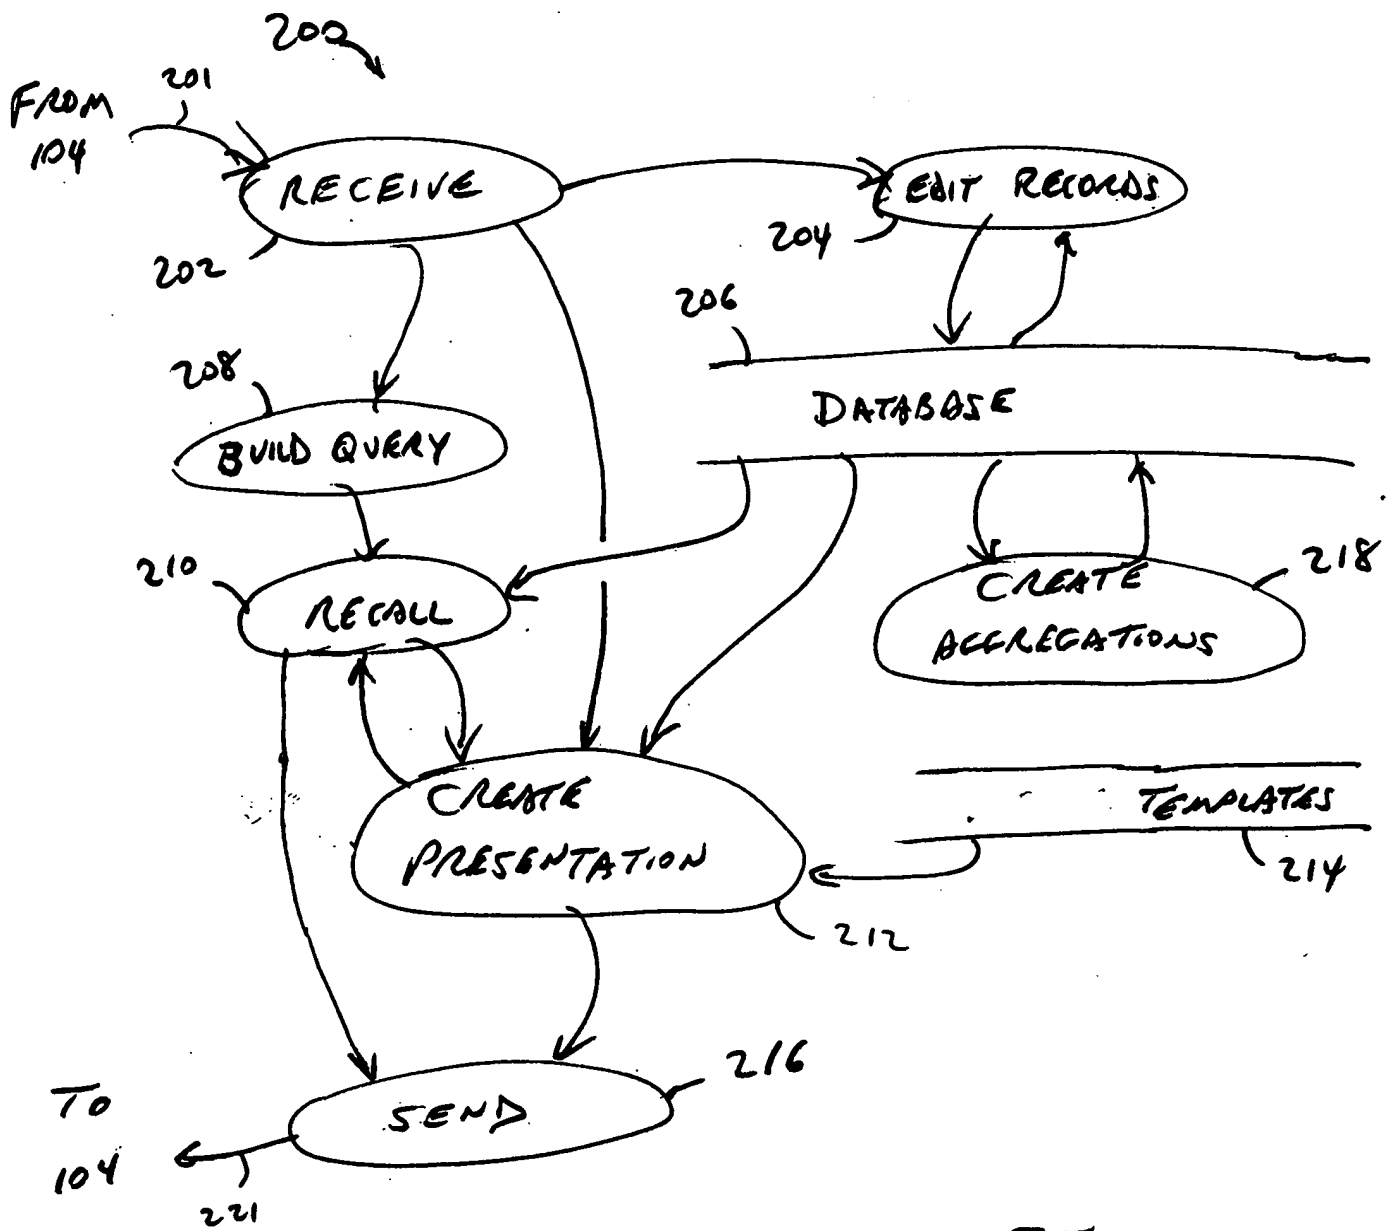 200
201
FROM
104
RECEIVE
EDIT RECORDS
202
204
206
208
DATABASE
BUILD QUERY
210
218
RECALL
CREATE
AGGREGATIONS
CREATE
PRESENTATION
TEMPLATES
214
212
216
TO
104
SEND
221